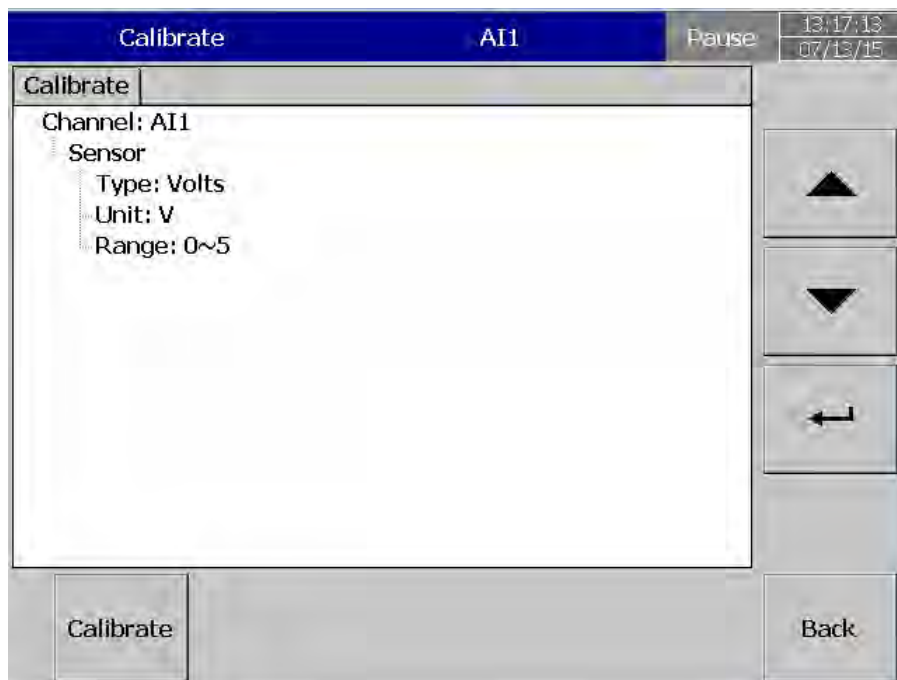 Calibrate AI1 Pause 13:17:13
07/13/15
Calibrate
Channel: AI1
Sensor
Type: Volts
Unit: V
Range: 0~5
Calibrate Back